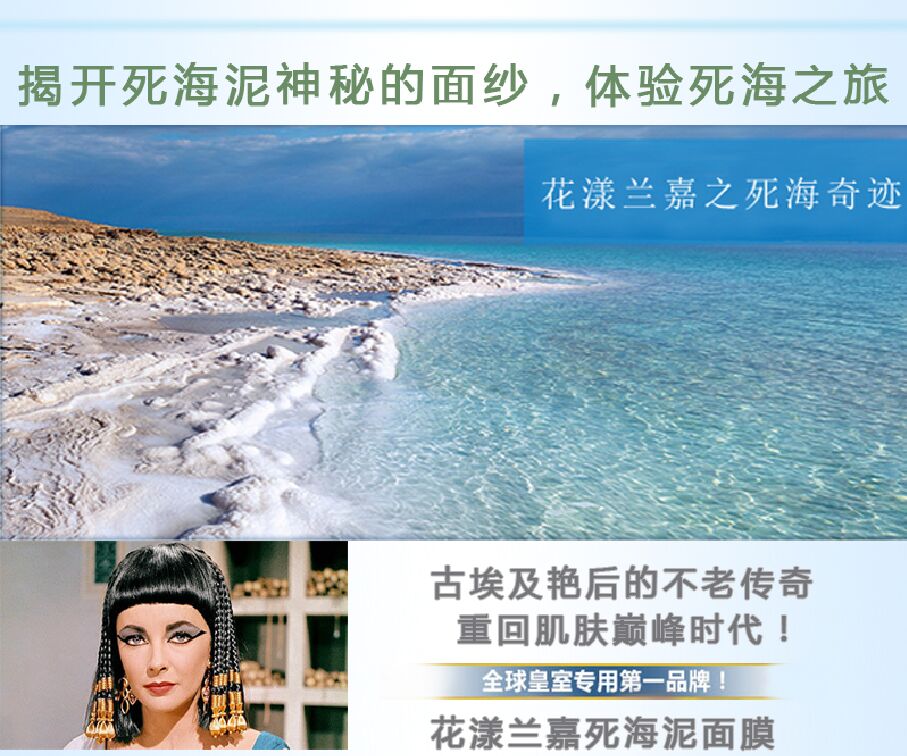 揭开死海泥神秘的面纱，体验死海之旅
花漾兰嘉之死海奇迹
古埃及艳后的不老传奇
重回肌肤巅峰时代！
全球皇室专用第一品牌！
花漾兰嘉死海泥面膜